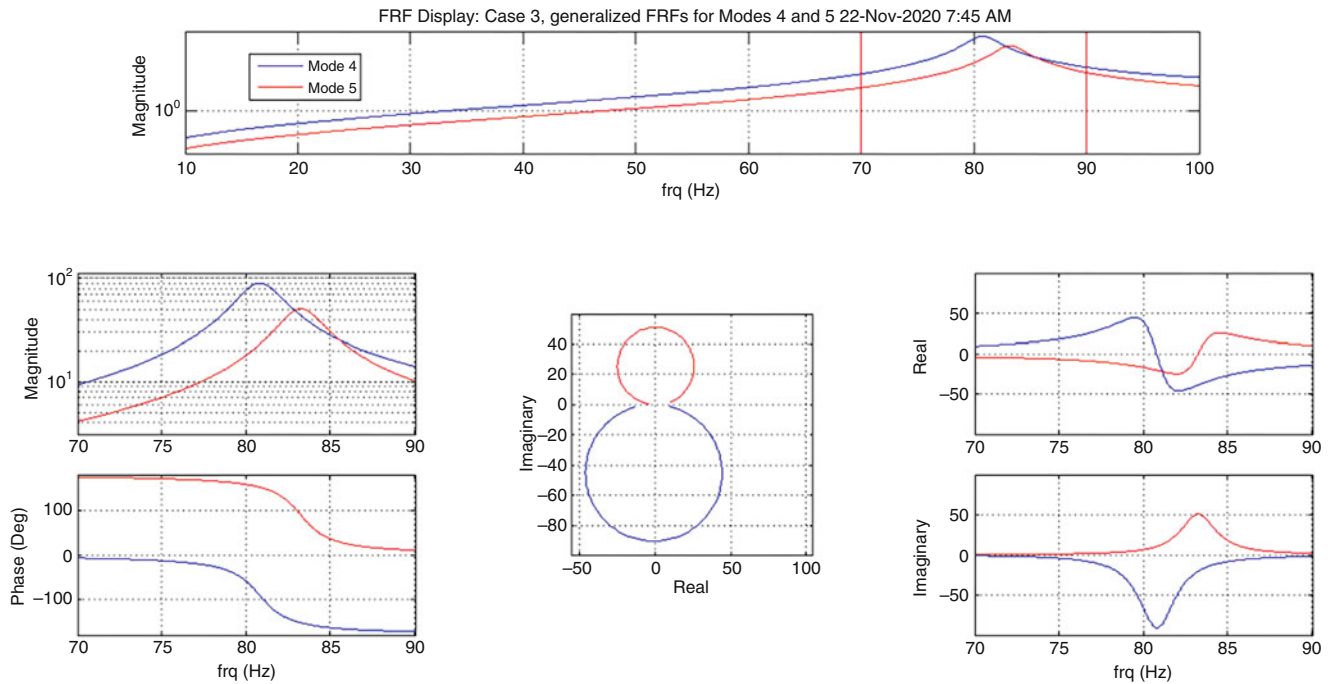 FRF Display: Case 3, generalized FRFs for Modes 4 and 5 22-Nov-2020 7:45 AM
Magnitude
10^0
Mode 4
Mode 5
10 20 30 40 50 60 70 80 90 100
frq (Hz)
Magnitude
10^2
10^1
70 75 80 85 90
Phase (Deg)
100
0
−100
70 75 80 85 90
frq (Hz)
Imaginary
40
20
0
−20
−40
−60
−80
−50 0 50 100
Real
Real
50
0
−50
70 75 80 85 90
Imaginary
50
0
−50
70 75 80 85 90
frq (Hz)